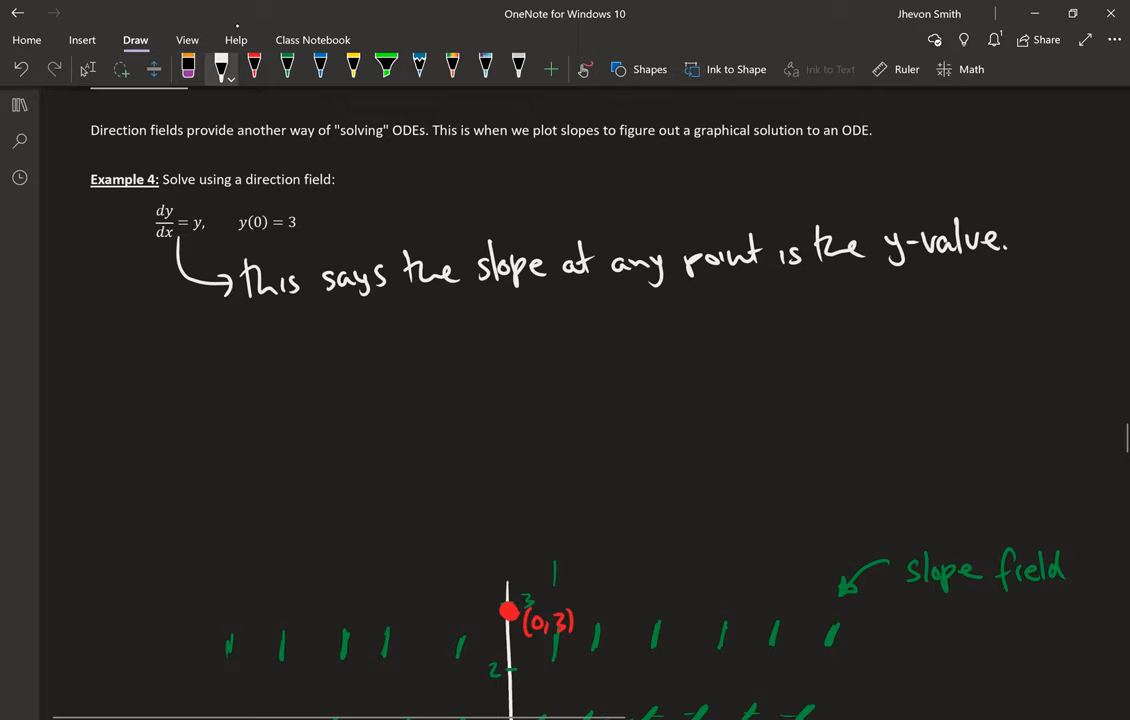 OneNote for Windows 10
Jhevon Smith
Home Insert Draw View Help Class Notebook
1 Share
Shapes Ink to Shape Ink to Text Ruler Math
Direction fields provide another way of "solving" ODEs. This is when we plot slopes to figure out a graphical solution to an ODE.
Example 4: Solve using a direction field:
dy/dx = y, y(0) = 3
this says the slope at any point is the y-value.
slope field
3
(0,3)
2